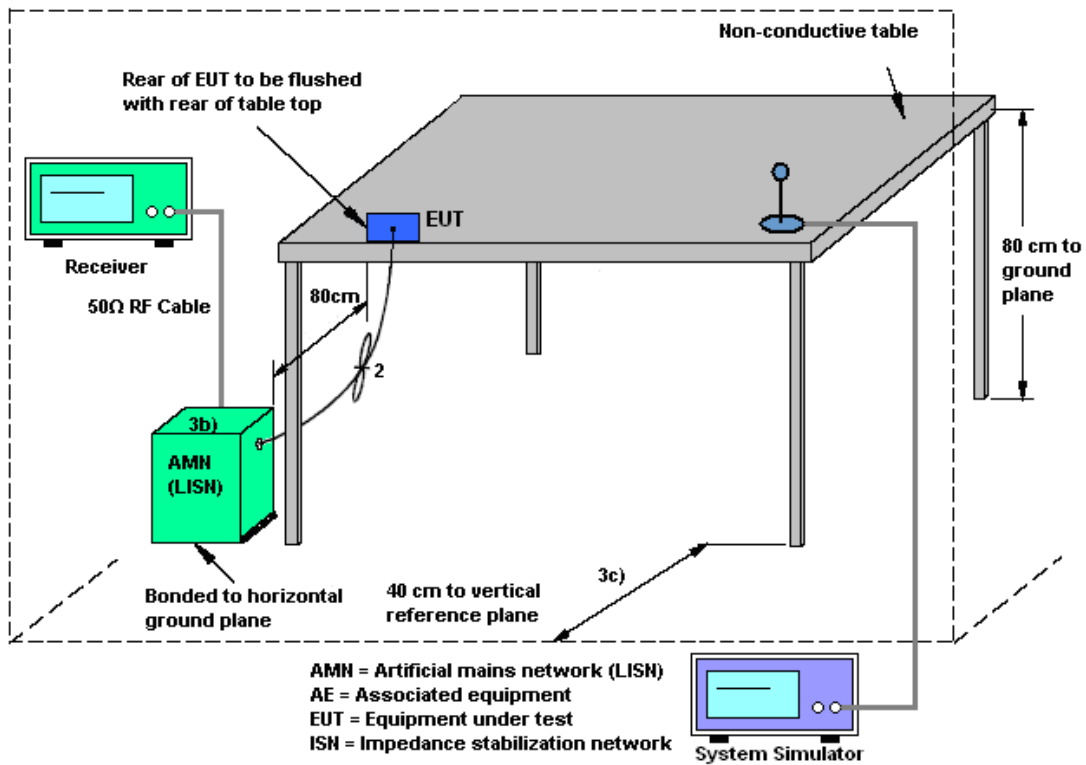 Non-conductive table
Rear of EUT to be flushed
with rear of table top
EUT
Receiver
80 cm to
ground
plane
50Ω RF Cable
80cm
2
3b)
AMN
(LISN)
3c)
Bonded to horizontal
ground plane
40 cm to vertical
reference plane
AMN = Artificial mains network (LISN)
AE = Associated equipment
EUT = Equipment under test
ISN = Impedance stabilization network
System Simulator